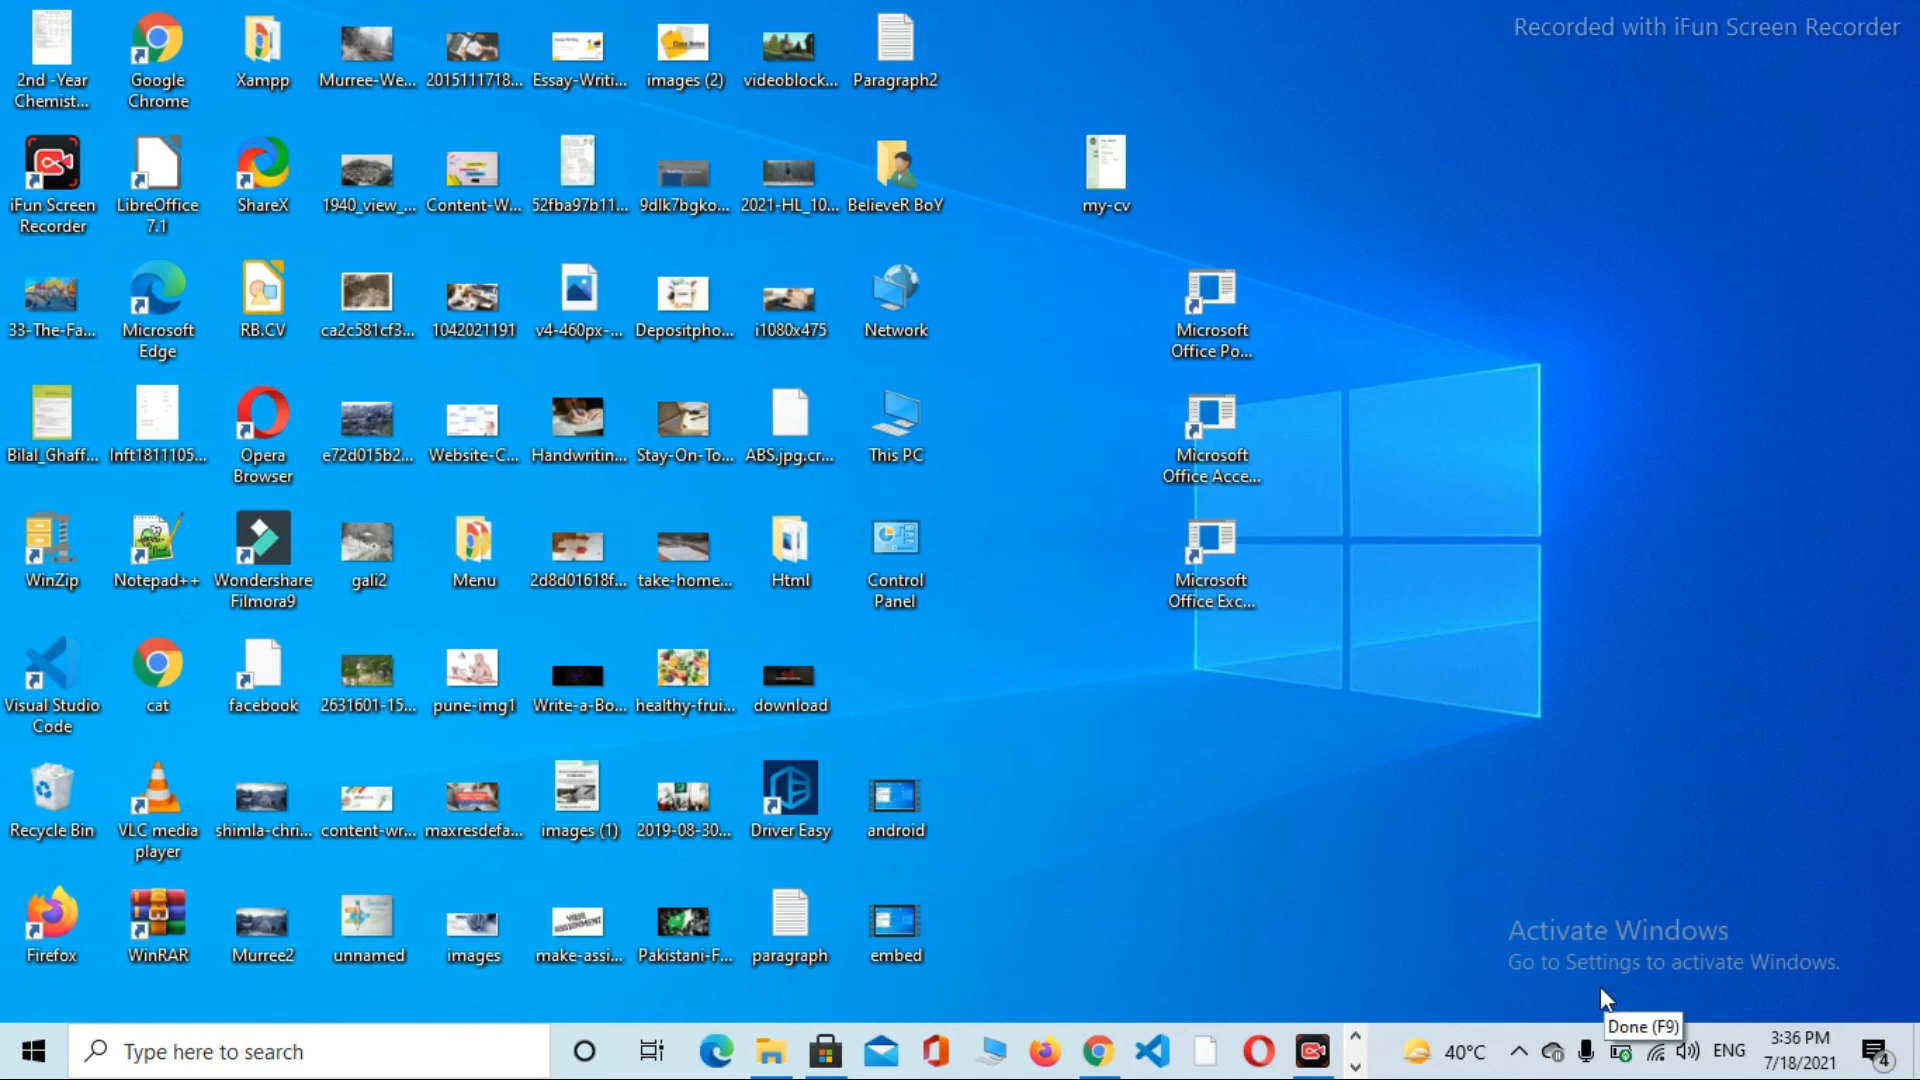 Recorded with iFun Screen Recorder
2nd -Year
Chemist...
Google
Chrome
Xampp
Murree-We...
2015111718...
Essay-Writi...
images (2)
videoblock...
Paragraph2
iFun Screen
Recorder
LibreOffice
7.1
ShareX
1940_view_...
Content-W...
52fba97b11...
9dlk7bgko...
2021-HL_10...
BelieveR BoY
my-cv
33-The-Fa...
Microsoft
Edge
RB.CV
ca2c581cf3...
1042021191
v4-460px-...
Depositpho...
i1080x475
Network
Microsoft
Office Po...
Bilal_Ghaff...
Inft1811105...
Opera
Browser
e72d015b2...
Website-C...
Handwritin...
Stay-On-To...
ABS.jpg.cr...
This PC
Microsoft
Office Acce...
WinZip
Notepad++
Wondershare
Filmora9
gali2
Menu
2d8d01618f...
take-home...
Html
Control
Panel
Microsoft
Office Exc...
Visual Studio
Code
cat
facebook
2631601-15...
pune-img1
Write-a-Bo...
healthy-frui...
download
Recycle Bin
VLC media
player
shimla-chri...
content-wr...
maxresdefa...
images (1)
2019-08-30...
Driver Easy
android
Firefox
WinRAR
Murree2
unnamed
images
make-assi...
Pakistani-F...
paragraph
embed
Activate Windows
Go to Settings to activate Windows.
Done (F9)
Type here to search
40°C
ENG
3:36 PM
7/18/2021
4